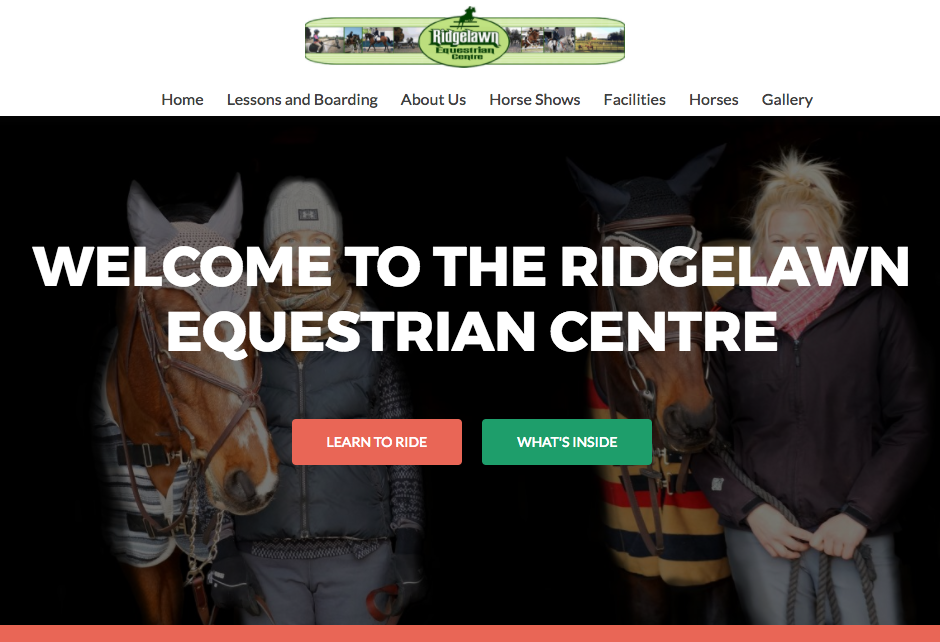 Ridgelawn
Equestrian
Centre
Home Lessons and Boarding About Us Horse Shows Facilities Horses Gallery
WELCOME TO THE RIDGELAWN
EQUESTRIAN CENTRE
LEARN TO RIDE WHAT'S INSIDE